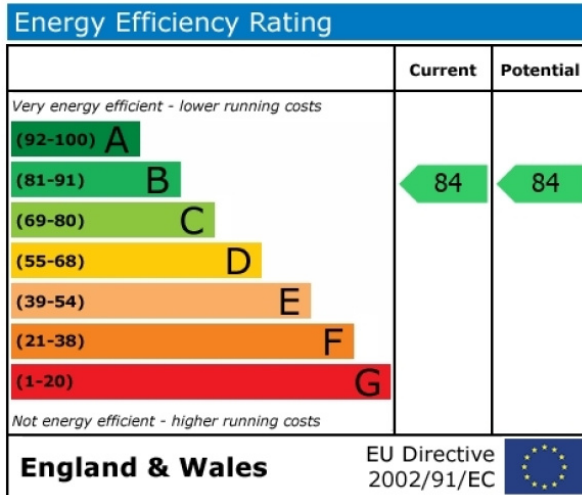 Energy Efficiency Rating
Current Potential
Very energy efficient - lower running costs
(92-100) A
(81-91) B 84 84
(69-80) C
(55-68) D
(39-54) E
(21-38) F
(1-20) G
Not energy efficient - higher running costs
England & Wales
EU Directive
2002/91/EC